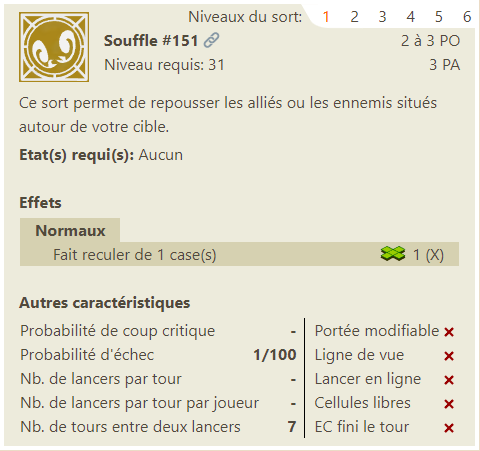 Niveaux du sort: 1 2 3 4 5 6
Souffle #151 2 à 3 PO
Niveau requis: 31 3 PA
Ce sort permet de repousser les alliés ou les ennemis situés
autour de votre cible.
Etat(s) requi(s): Aucun
Effets
Normaux
Fait reculer de 1 case(s) 1 (X)
Autres caractéristiques
Probabilité de coup critique - Portée modifiable
Probabilité d'échec 1/100 Ligne de vue
Nb. de lancers par tour - Lancer en ligne
Nb. de lancers par tour par joueur - Cellules libres
Nb. de tours entre deux lancers 7 EC fini le tour